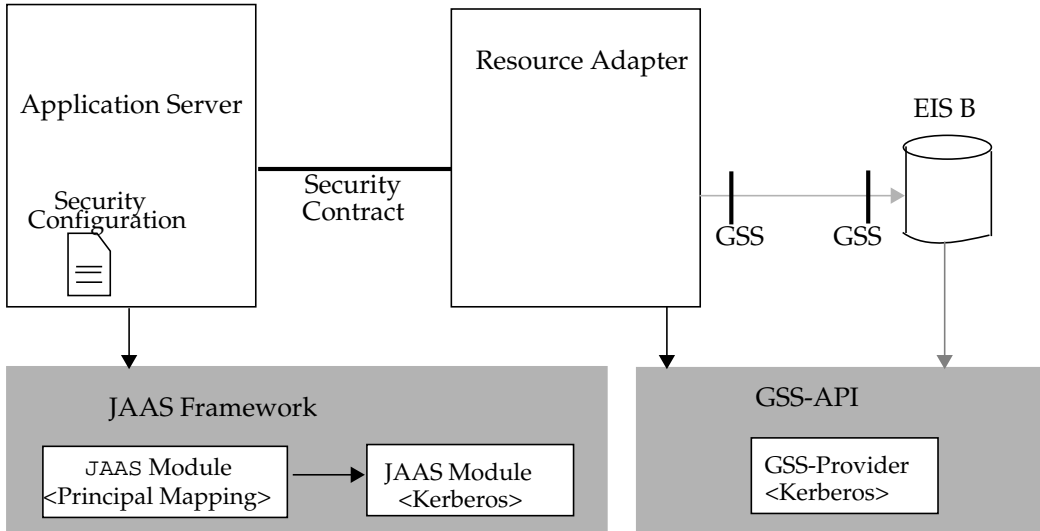 Application Server
Security
Configuration
Security
Contract
Resource Adapter
GSS
GSS
EIS B
JAAS Framework
JAAS Module
<Principal Mapping>
JAAS Module
<Kerberos>
GSS-API
GSS-Provider
<Kerberos>